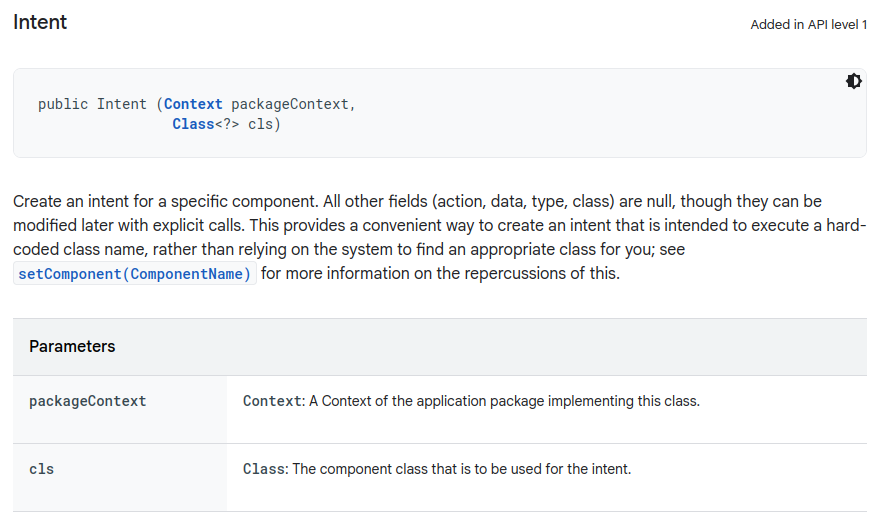 Intent
Added in API level 1
public Intent (Context packageContext,
Class<?> cls)
Create an intent for a specific component. All other fields (action, data, type, class) are null, though they can be
modified later with explicit calls. This provides a convenient way to create an intent that is intended to execute a hard-
coded class name, rather than relying on the system to find an appropriate class for you; see
setComponent(ComponentName) for more information on the repercussions of this.
Parameters
packageContext Context: A Context of the application package implementing this class.
cls Class: The component class that is to be used for the intent.